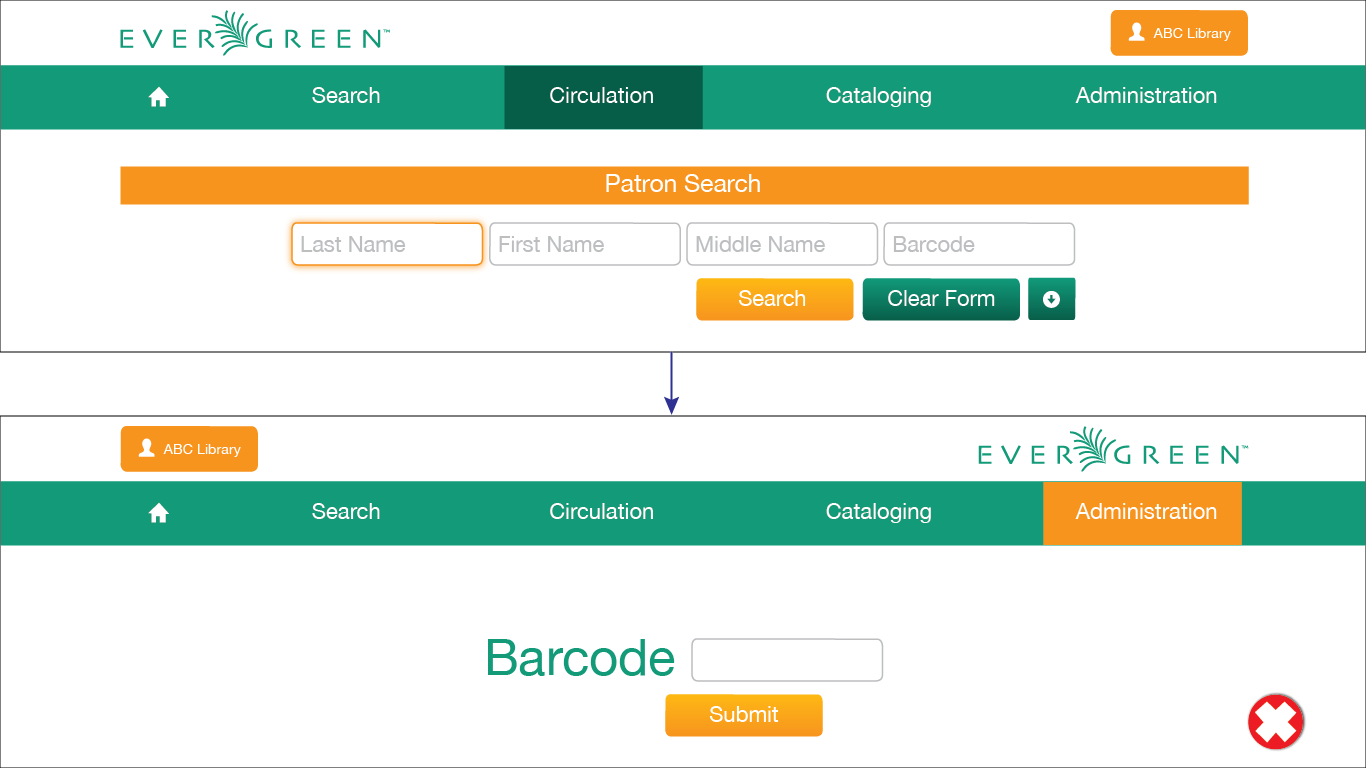 EVERGREEN™
ABC Library
Search Circulation Cataloging Administration
Patron Search
Last Name First Name Middle Name Barcode
Search Clear Form
ABC Library
EVERGREEN™
Search Circulation Cataloging Administration
Barcode
Submit